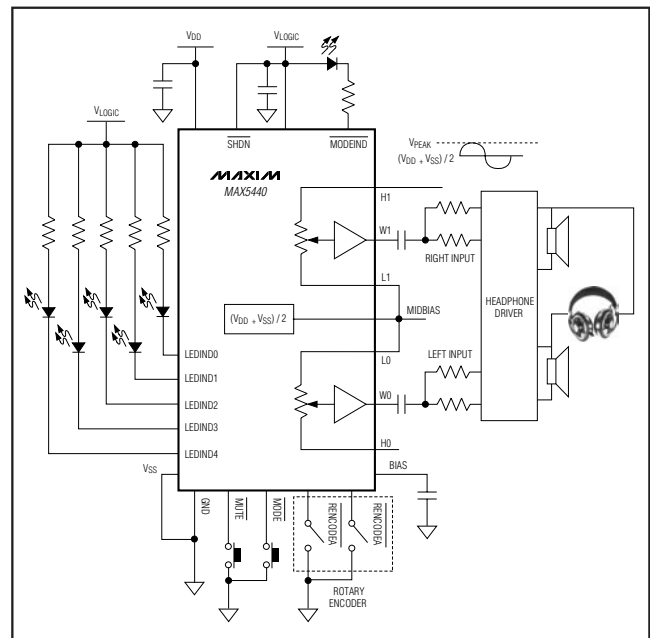 VDD
VLOGIC
VLOGIC
SHDN
MODEIND
MAXIM
MAX5440
VPEAK
(VDD + VSS) / 2
H1
W1
RIGHT INPUT
L1
(VDD + VSS) / 2
MIDBIAS
HEADPHONE
DRIVER
L0
LEFT INPUT
W0
LEDIND0
LEDIND1
LEDIND2
LEDIND3
LEDIND4
H0
VSS
BIAS
GND
MUTE
MODE
RENCODEA
RENCODEA
ROTARY
ENCODER